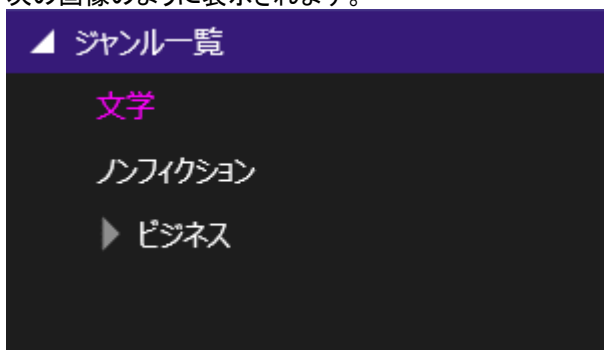 次の画像のように表示されます。
ジャンル一覧
文学
ノンフィクション
ビジネス